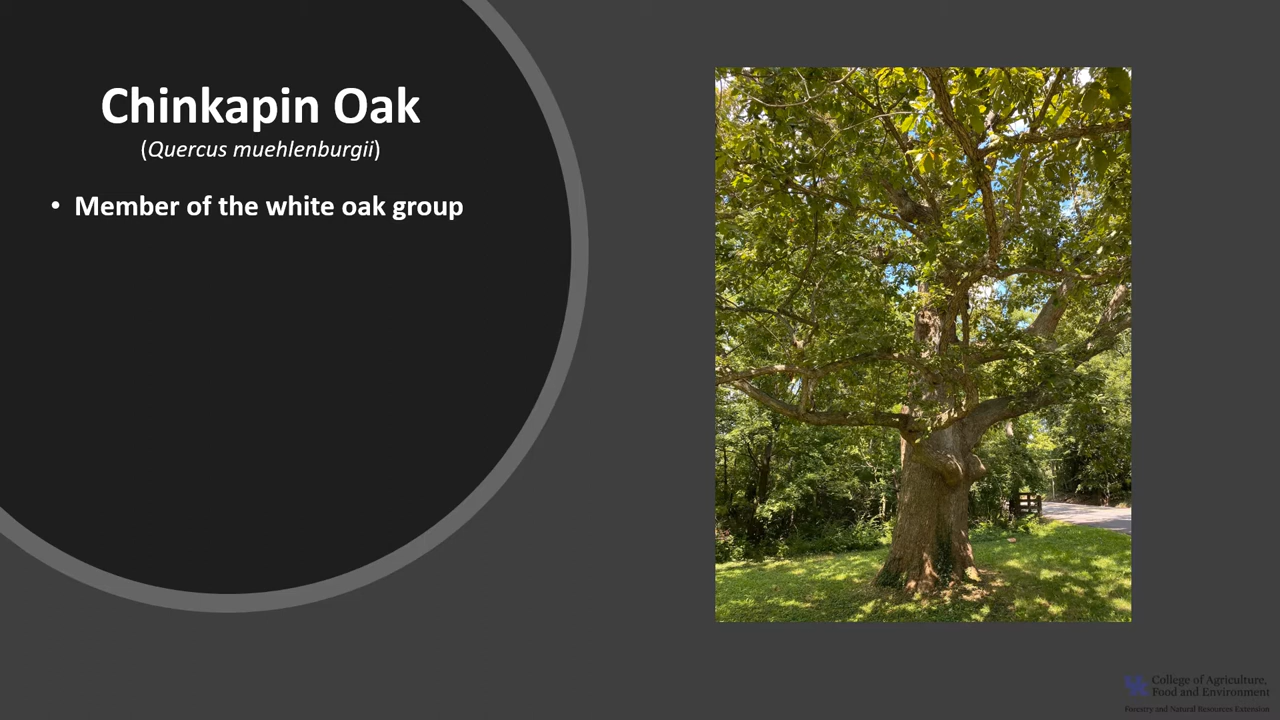 Chinkapin Oak
(Quercus muehlenburgii)
• Member of the white oak group
College of Agriculture,
Food and Environment
Forestry and Natural Resources Extension